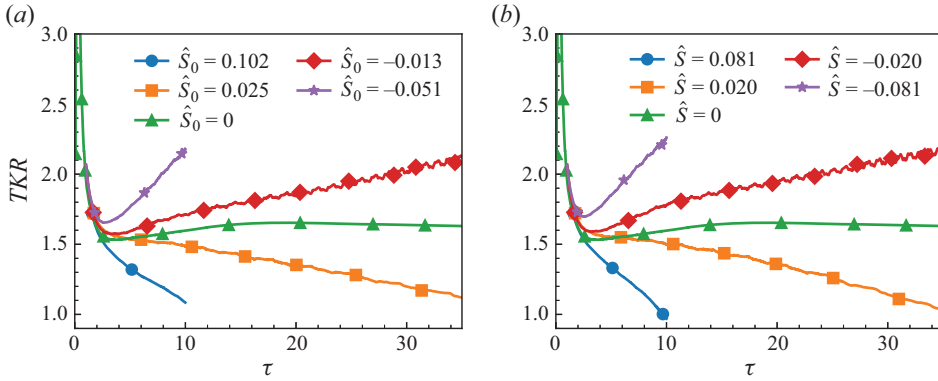 (a)
3.0
2.5
2.0
1.5
1.0
TKR
Ŝ0 = 0.102
Ŝ0 = 0.025
Ŝ0 = 0
Ŝ0 = –0.013
Ŝ0 = –0.051
0 10 20 30
τ
(b)
3.0
2.5
2.0
1.5
1.0
Ŝ = 0.081
Ŝ = 0.020
Ŝ = 0
Ŝ = –0.020
Ŝ = –0.081
0 10 20 30
τ